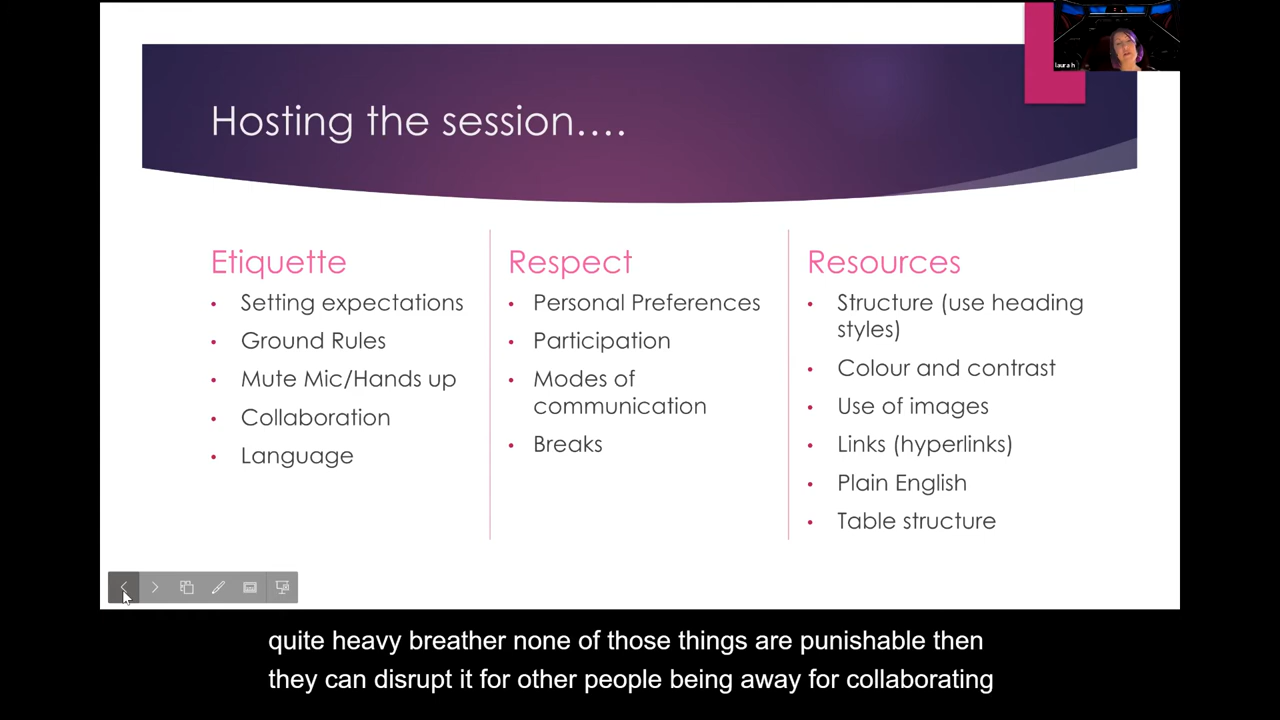 laura h
Hosting the session....
Etiquette
• Setting expectations
• Ground Rules
• Mute Mic/Hands up
• Collaboration
• Language
Respect
• Personal Preferences
• Participation
• Modes of
communication
• Breaks
Resources
• Structure (use heading
styles)
• Colour and contrast
• Use of images
• Links (hyperlinks)
• Plain English
• Table structure
quite heavy breather none of those things are punishable then
they can disrupt it for other people being away for collaborating